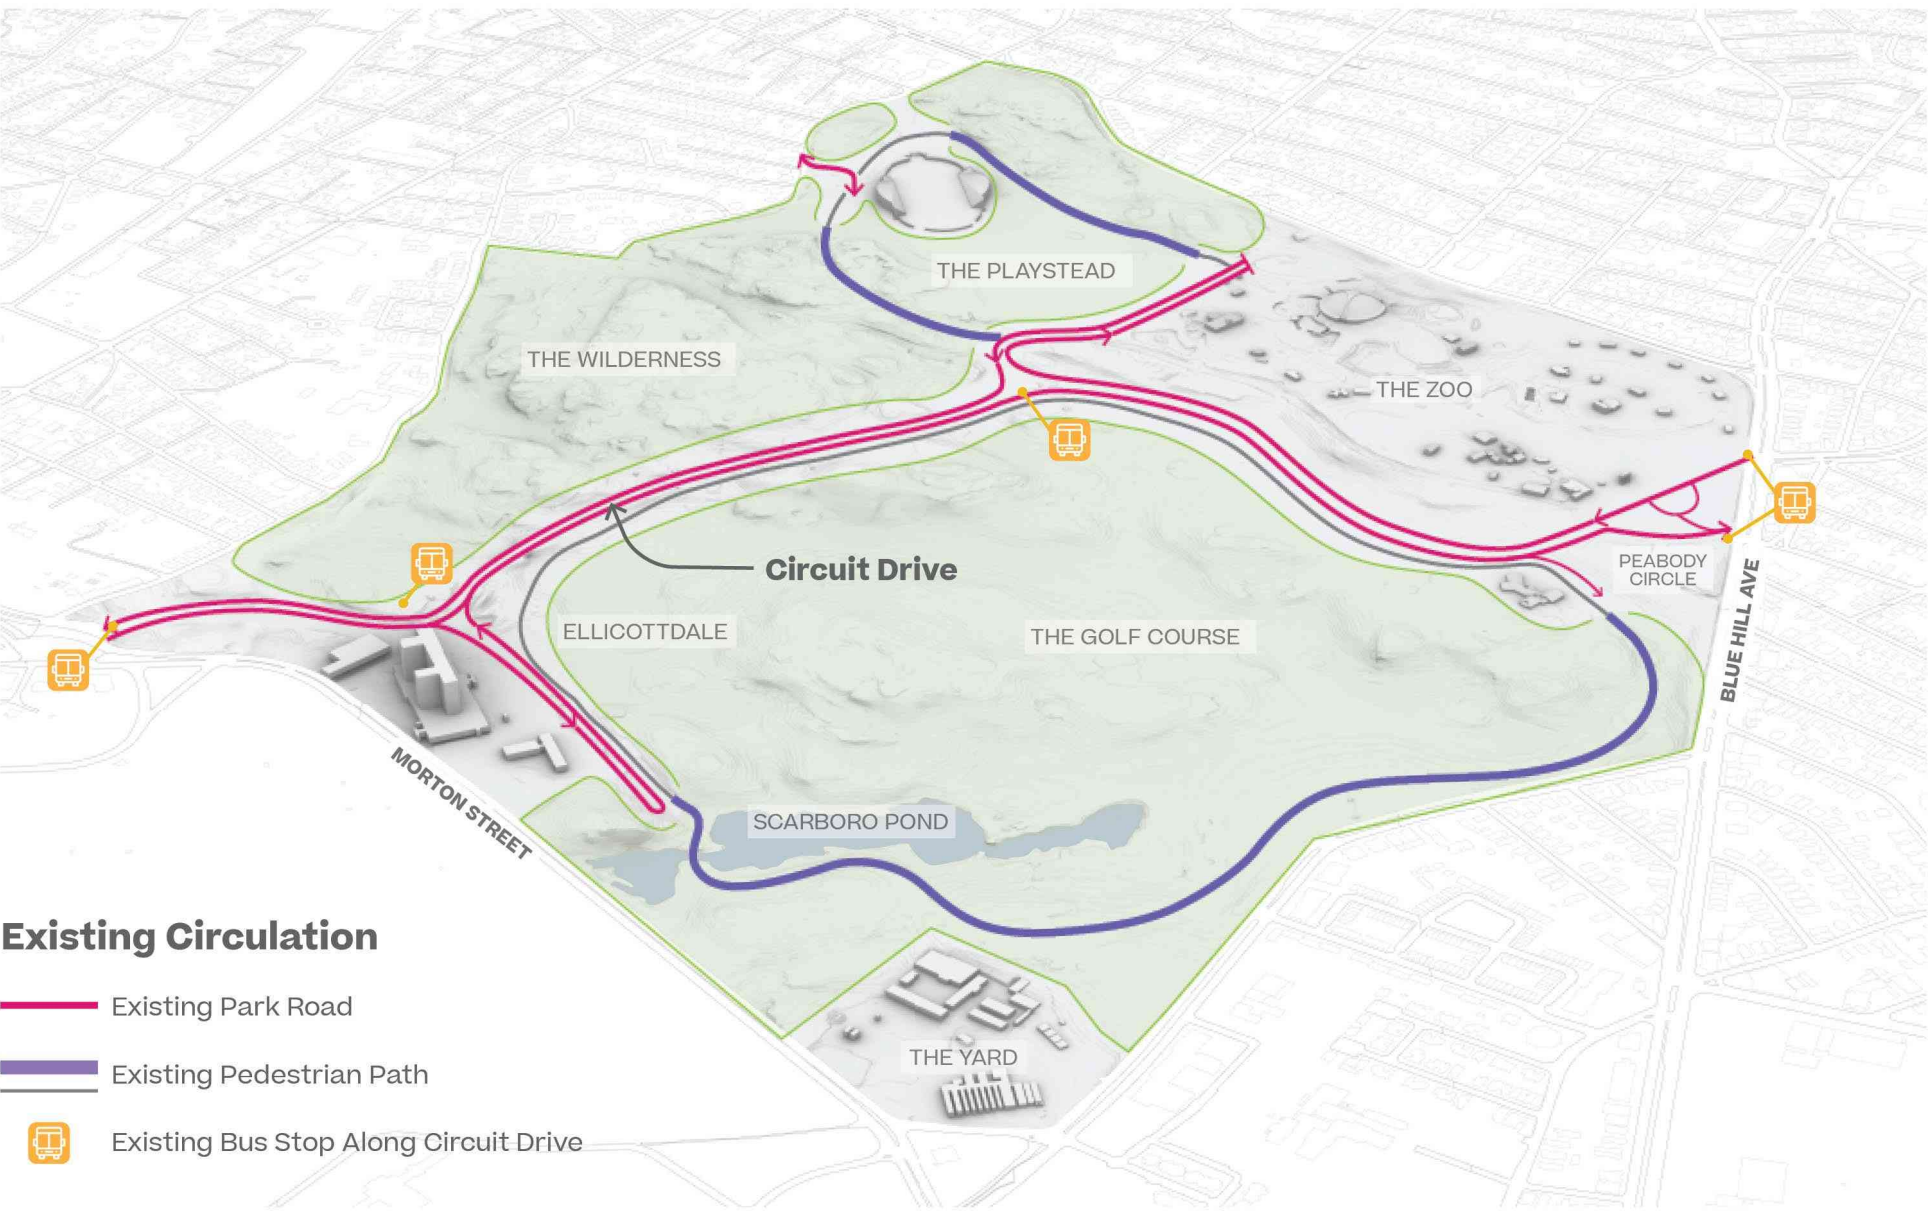 THE PLAYSTEAD
THE WILDERNESS
THE ZOO
Circuit Drive
PEABODY
CIRCLE
ELLICOTTDALE
THE GOLF COURSE
BLUE HILL AVE
MORTON STREET
SCARBORO POND
THE YARD
Existing Circulation
Existing Park Road
Existing Pedestrian Path
Existing Bus Stop Along Circuit Drive